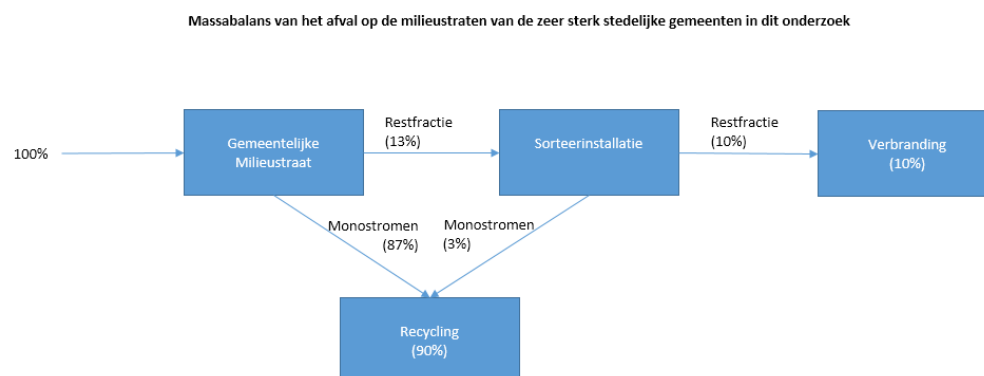 Massabalans van het afval op de milieustraten van de zeer sterk stedelijke gemeenten in dit onderzoek
100%
Gemeentelijke
Milieustraat
Restfractie
(13%)
Sorteerinstallatie
Restfractie
(10%)
Verbranding
(10%)
Monostromen
(87%)
Monostromen
(3%)
Recycling
(90%)